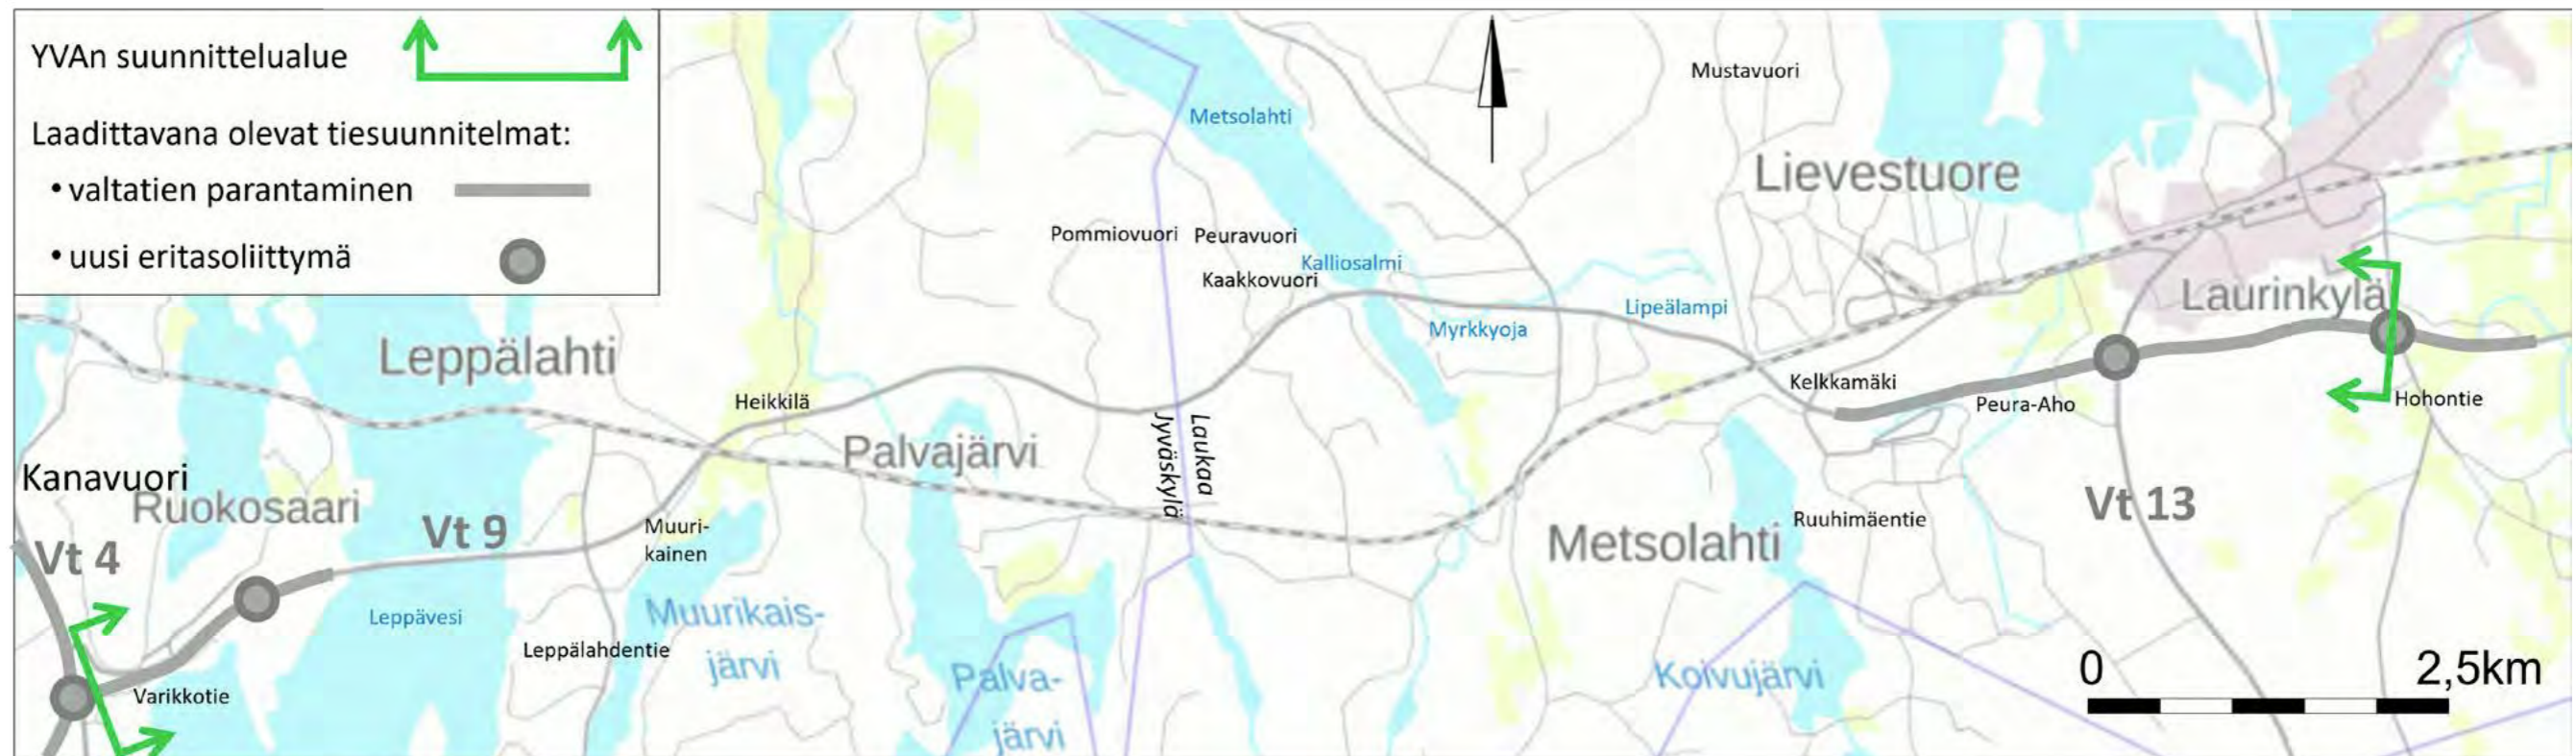 YVAn suunnittelualue
Laadittavana olevat tiesuunnitelmat:
• valtatien parantaminen
• uusi eritasoliittymä
Mustavuori
Metsolahti
Lievestuore
Pommiovuori
Peuravuori
Kalliosalmi
Kaakkovuori
Lipeälampi
Myrkkyoja
Laurinkylä
Leppälahti
Heikkilä
Kelkkamäki
Peura-Aho
Hohontie
Palvajärvi
Laukaa
Jyväskylä
Kanavuori
Ruokosaari
Vt 9
Vt 4
Muuri-
kainen
Metsolahti
Ruuhimäentie
Vt 13
Leppävesi
Leppälahdentie
Muurikais-
järvi
Palva-
järvi
Koivujärvi
Varikkotie
0
2,5km